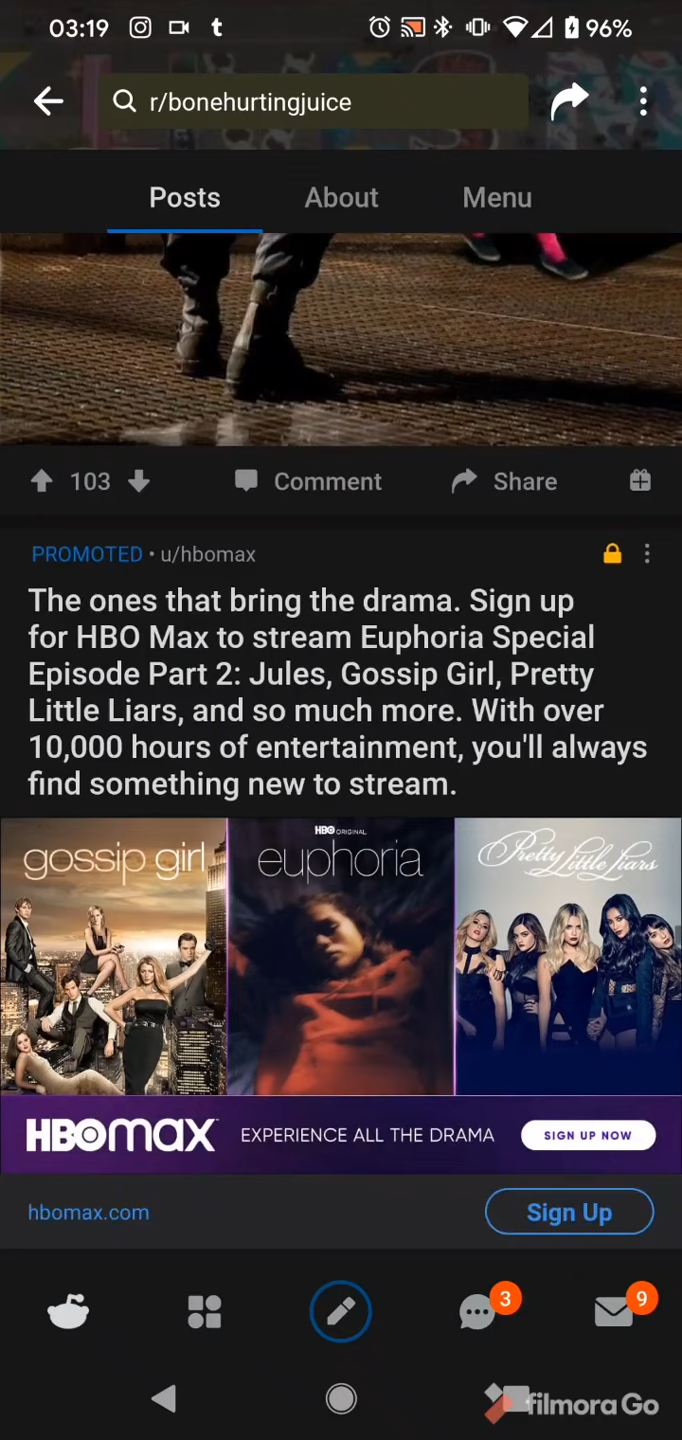 03:19 t 96%
r/bonehurtingjuice
Posts About Menu
103 Comment Share
PROMOTED • u/hbomax
The ones that bring the drama. Sign up
for HBO Max to stream Euphoria Special
Episode Part 2: Jules, Gossip Girl, Pretty
Little Liars, and so much more. With over
10,000 hours of entertainment, you'll always
find something new to stream.
HBO ORIGINAL
gossip girl euphoria Pretty Little Liars
HBOmax EXPERIENCE ALL THE DRAMA SIGN UP NOW
hbomax.com Sign Up
3 9
filmora Go